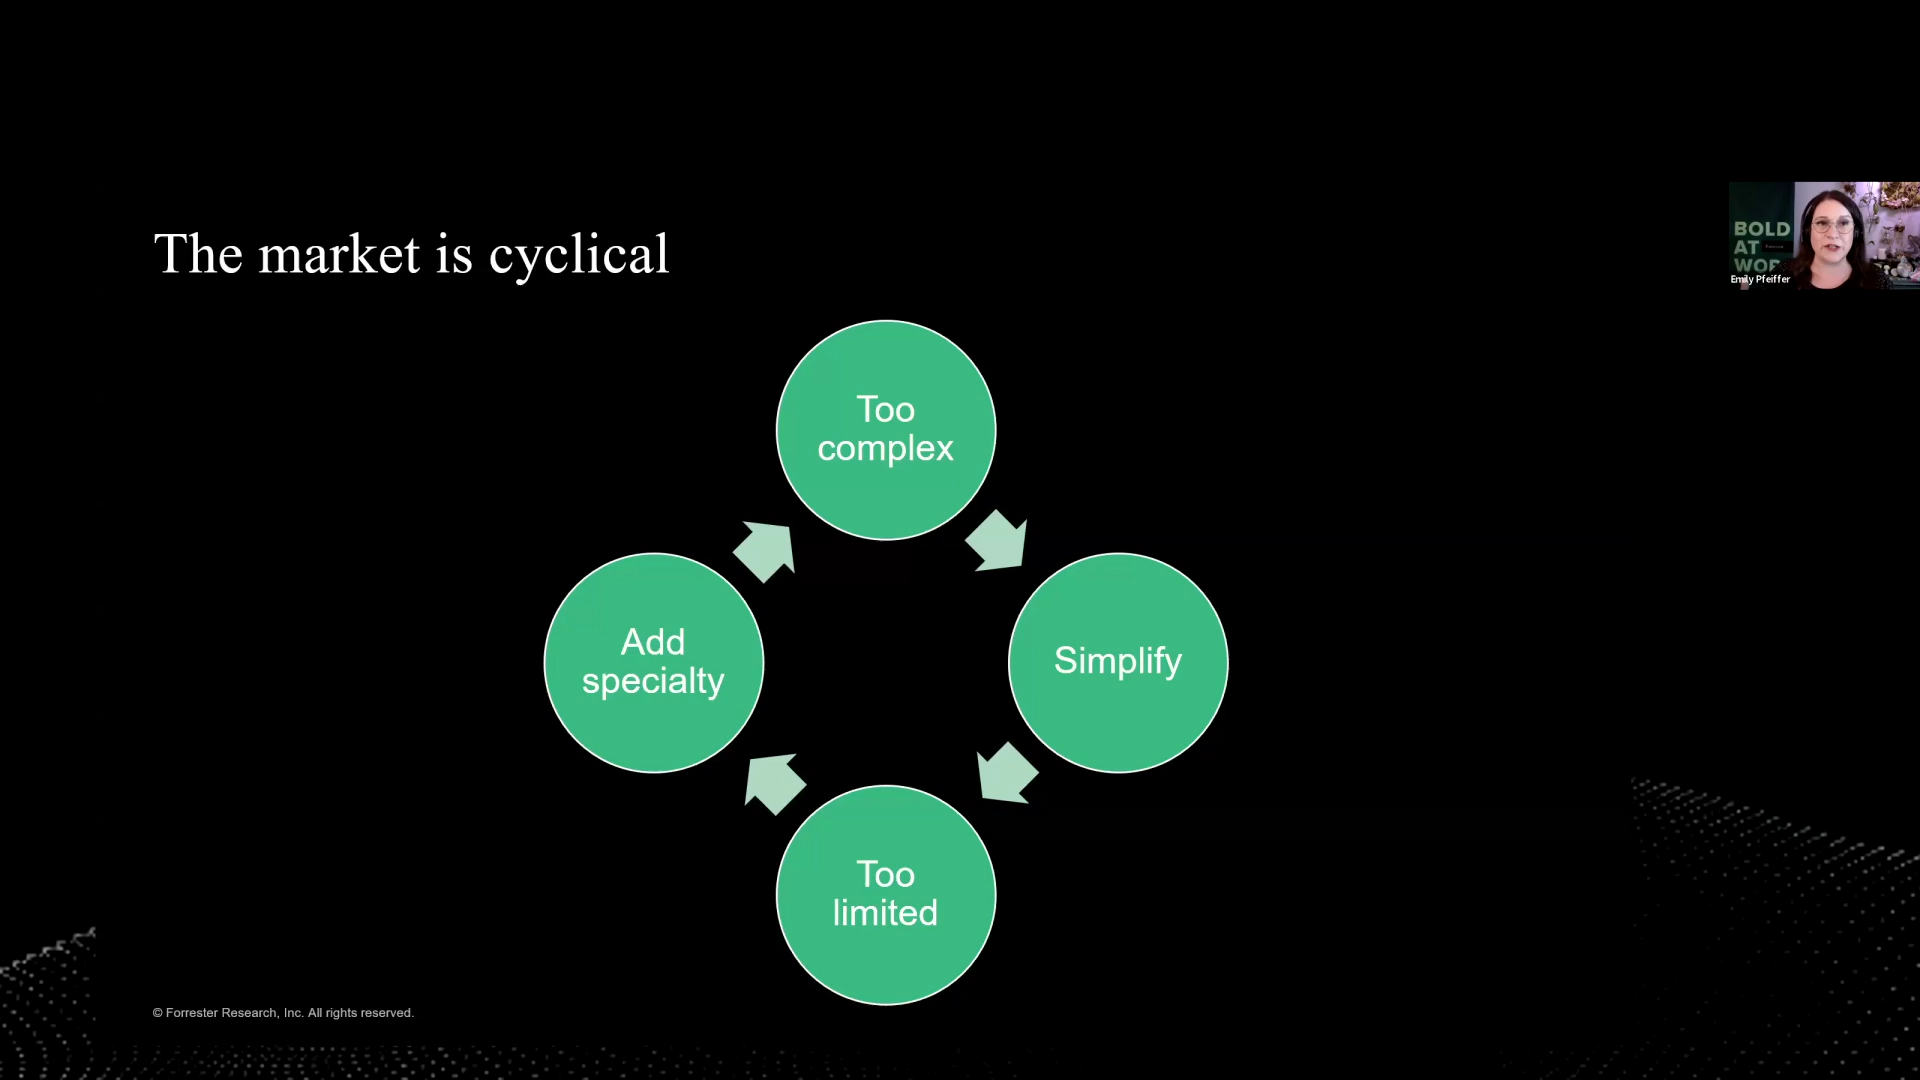 The market is cyclical
BOLD
AT
Emily Pfeiffer
Too
complex
Add
specialty
Simplify
Too
limited
© Forrester Research, Inc. All rights reserved.